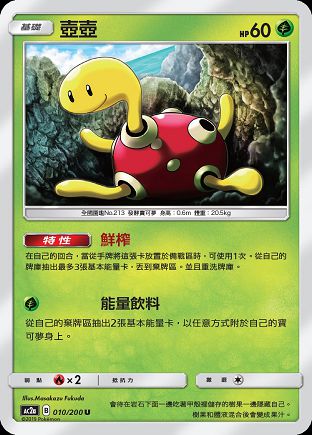 基礎 壺壺 HP60
全國圖鑑No.213 發酵寶可夢 身高：0.6m 體重：20.5kg
特性 鮮榨
在自己的回合，當從手牌將這張卡放置於備戰區時，可使用1次。從自己的
牌庫抽出最多3張基本能量卡，丟到棄牌區。並且重洗牌庫。
能量飲料
從自己的棄牌區抽出2張基本能量卡，以任意方式附於自己的寶
可夢身上。
弱點 ×2 抵抗力 撤退
Illus.Masakazu Fukuda
AC2a B 010/200 U
©2019 Pokémon
會待在岩石下面一邊吃著甲殼裡儲存的樹果一邊隱藏自己。
樹果和體液混合後會變成果汁。